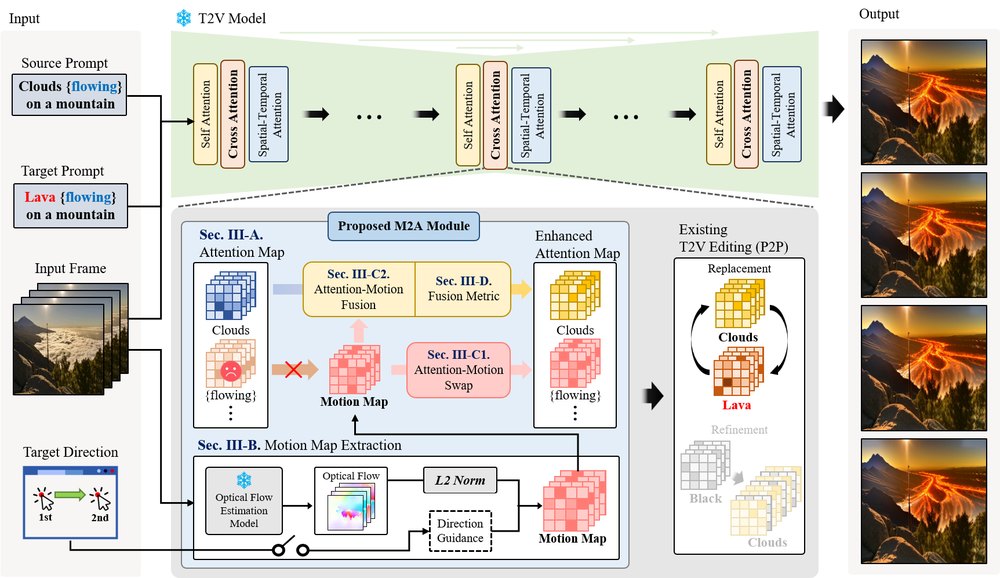 Input
T2V Model
Output
Source Prompt
Clouds {flowing}
on a mountain
Target Prompt
Lava {flowing}
on a mountain
Input Frame
Target Direction
1st
2nd
Self Attention
Cross Attention
Spatial-Temporal
Attention
...
Self Attention
Cross Attention
Spatial-Temporal
Attention
...
Self Attention
Cross Attention
Spatial-Temporal
Attention
Proposed M2A Module
Sec. III-A.
Attention Map
Clouds
{flowing}
Sec. III-C2.
Attention-Motion
Fusion
Sec. III-D.
Fusion Metric
Motion Map
Sec. III-C1.
Attention-Motion
Swap
Enhanced
Attention Map
Clouds
{flowing}
Sec. III-B. Motion Map Extraction
Optical Flow
Estimation
Model
Optical Flow
L2 Norm
Direction
Guidance
Motion Map
Existing
T2V Editing (P2P)
Replacement
Clouds
Lava
Refinement
Black
Clouds